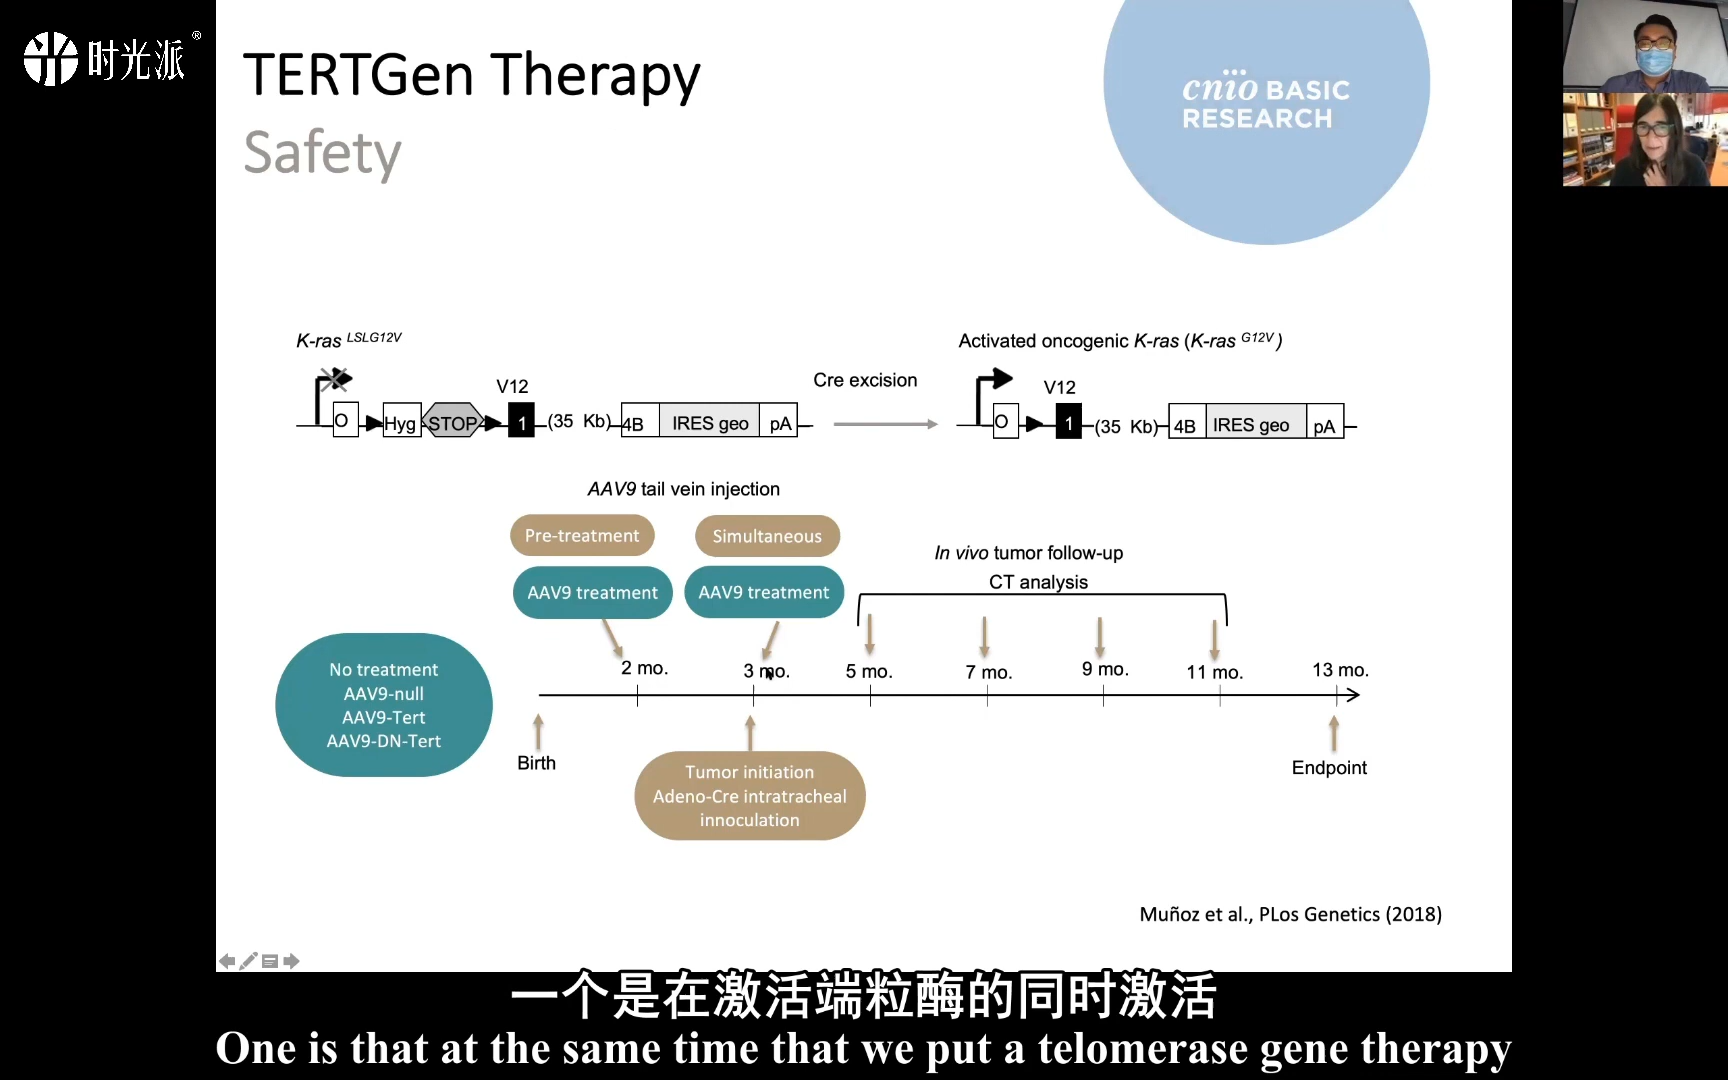 时光派®
TERTGen Therapy
Safety
cnio BASIC
RESEARCH
K-ras LSLG12V
V12
O
Hyg
STOP
1
(35 Kb)
4B
IRES geo
pA
Cre excision
Activated oncogenic K-ras (K-ras G12V)
V12
O
1
(35 Kb)
4B
IRES geo
pA
AAV9 tail vein injection
Pre-treatment
Simultaneous
AAV9 treatment
AAV9 treatment
In vivo tumor follow-up
CT analysis
No treatment
AAV9-null
AAV9-Tert
AAV9-DN-Tert
2 mo.
3 mo.
5 mo.
7 mo.
9 mo.
11 mo.
13 mo.
Birth
Tumor initiation
Adeno-Cre intratracheal
innoculation
Endpoint
Muñoz et al., PLos Genetics (2018)
一个是在激活端粒酶的同时激活
One is that at the same time that we put a telomerase gene therapy